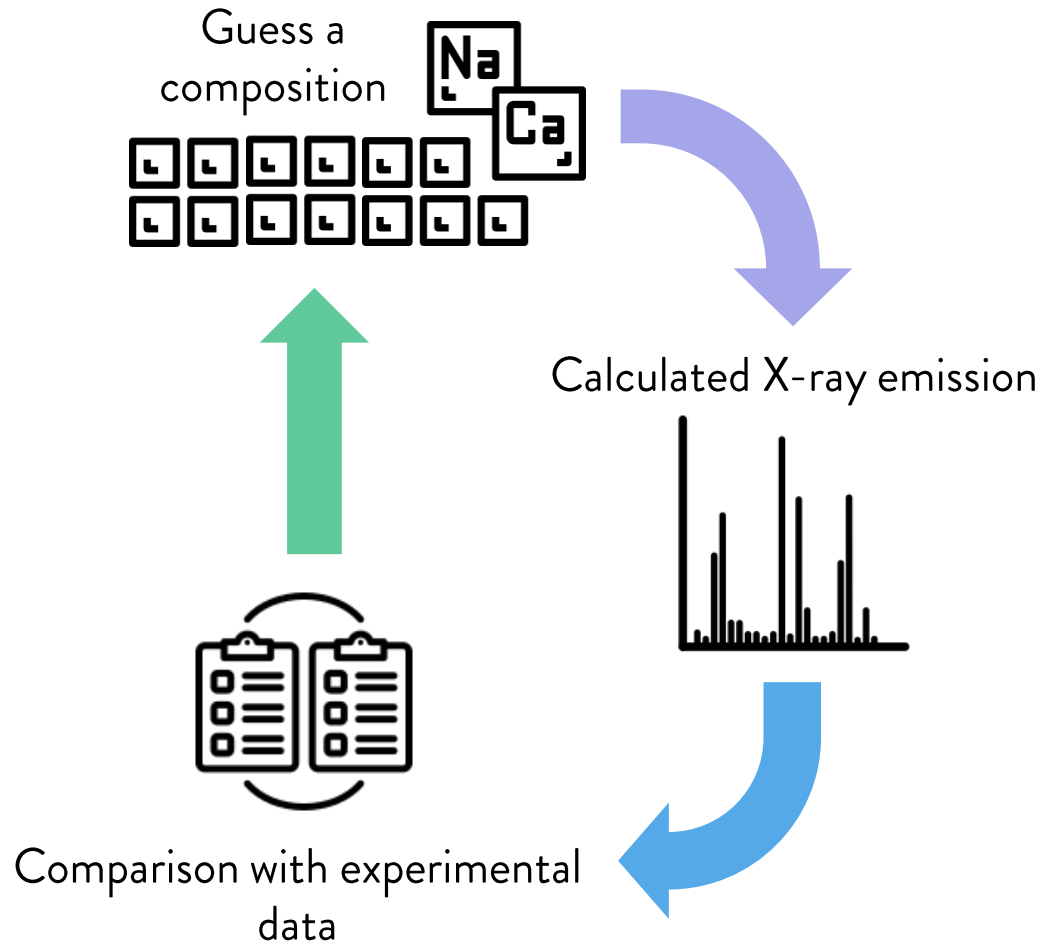 Guess a
composition
Na
Ca
Calculated X-ray emission
Comparison with experimental
data